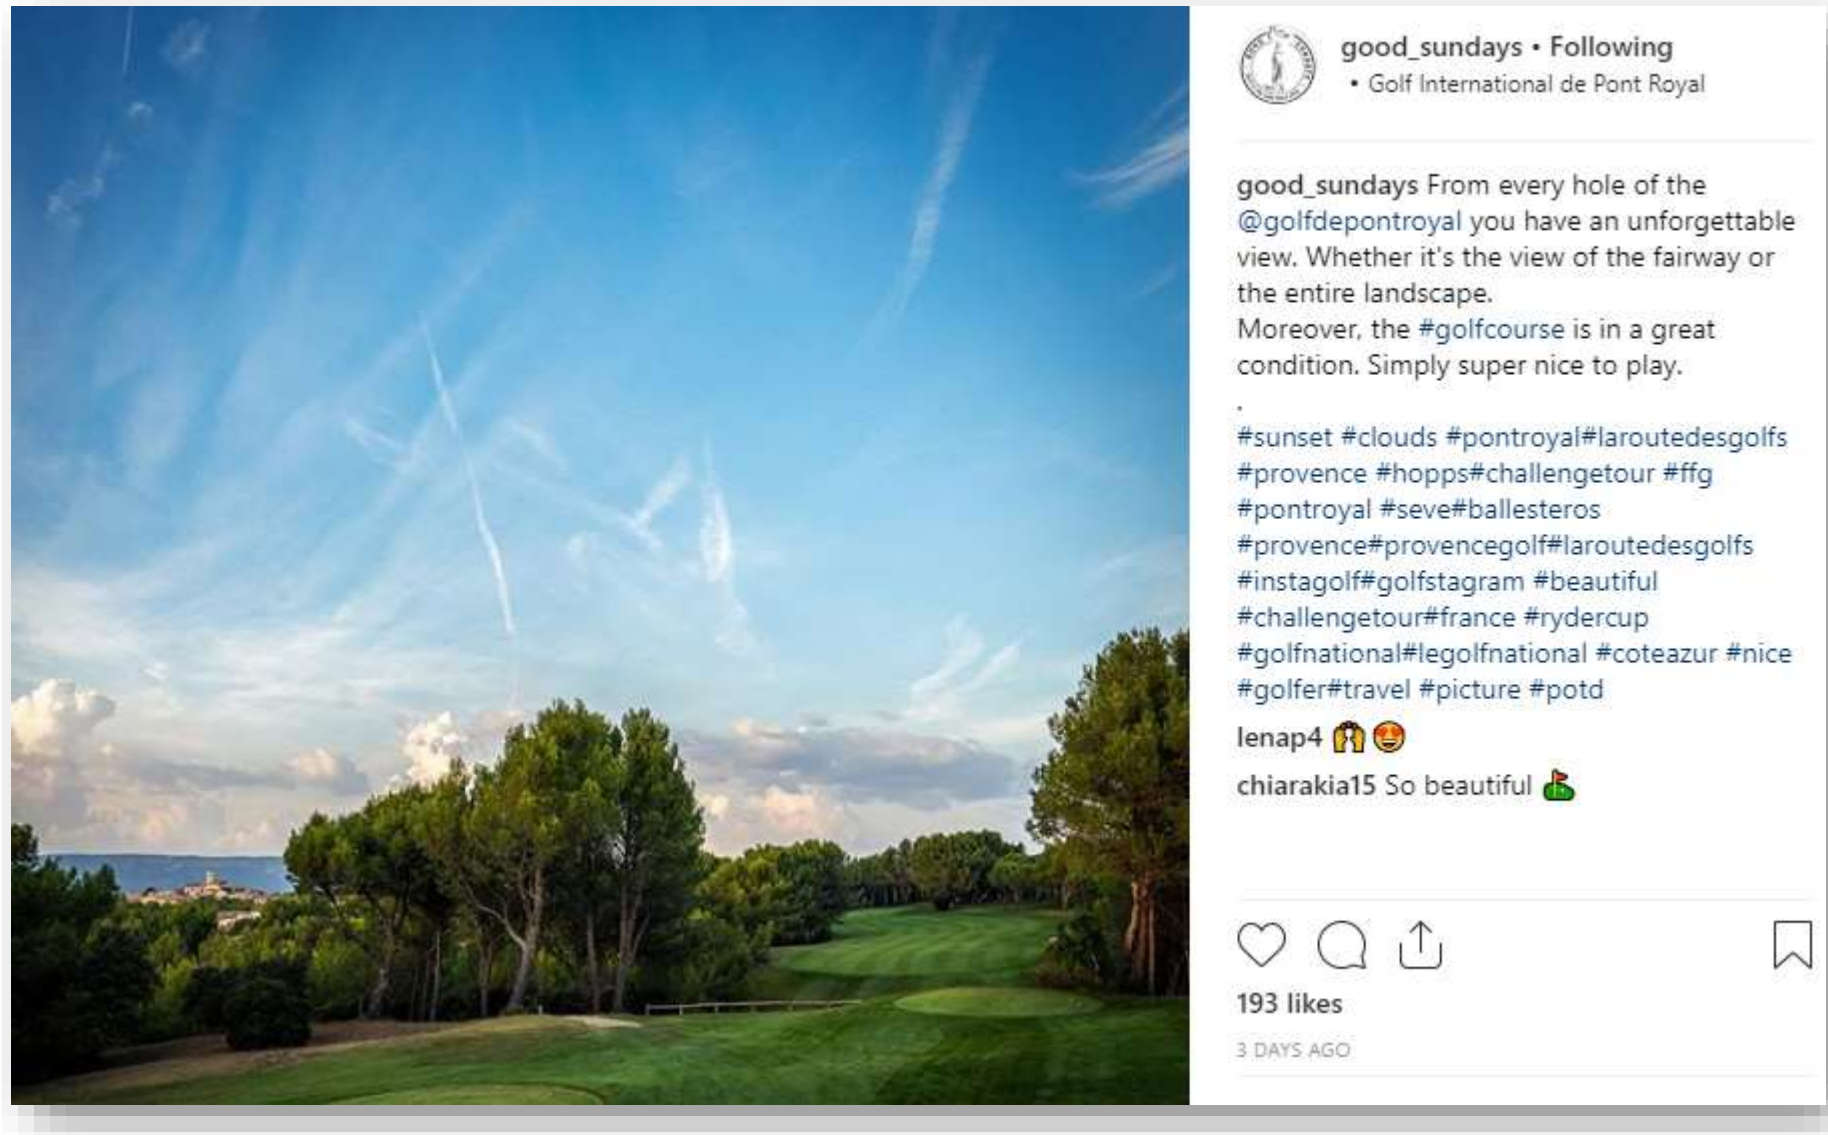 good_sundays • Following
• Golf International de Pont Royal
good_sundays From every hole of the
@golfdepontroyal you have an unforgettable
view. Whether it's the view of the fairway or
the entire landscape.
Moreover, the #golfcourse is in a great
condition. Simply super nice to play.
.
#sunset #clouds #pontroyal#laroutedesgolfs
#provence #hopps#challengetour #ffg
#pontroyal #seve#ballesteros
#provence#provencegolf#laroutedesgolfs
#instagolf#golfstagram #beautiful
#challengetour#france #rydercup
#golfnational#legolfnational #coteazur #nice
#golfer#travel #picture #potd
lenap4 🙌😍
chiarakia15 So beautiful ⛳
193 likes
3 DAYS AGO